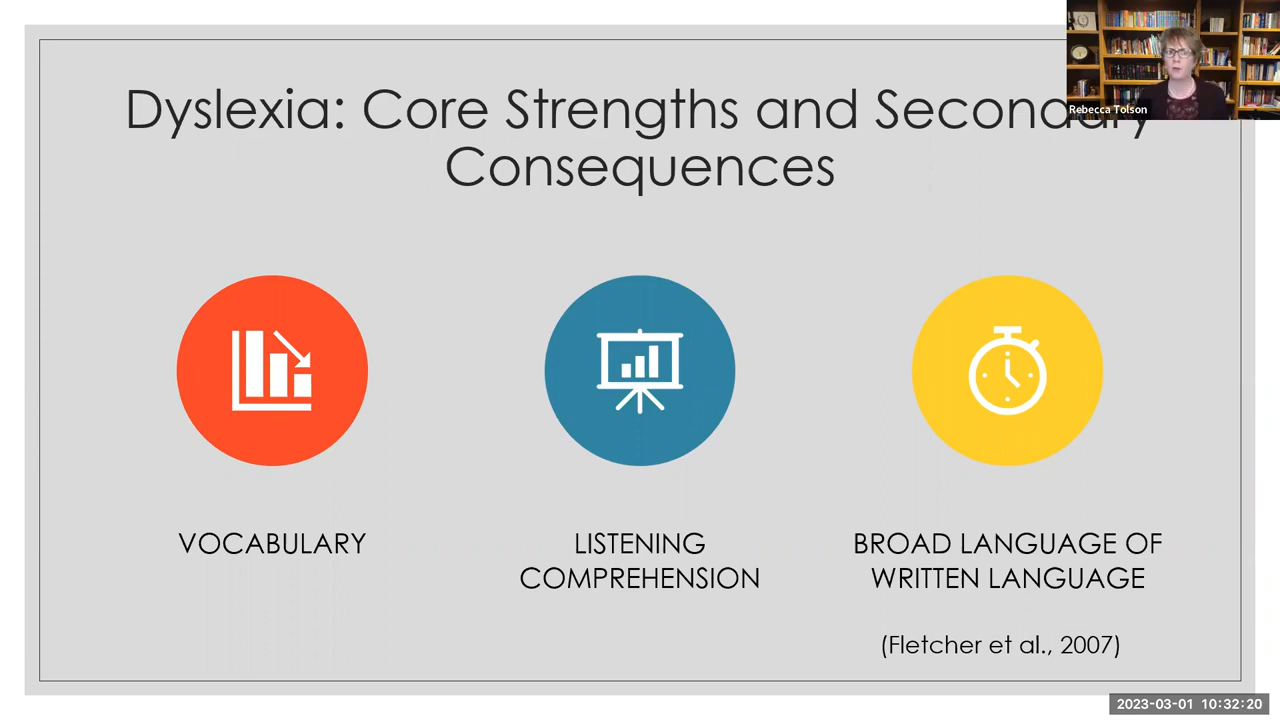 Dyslexia: Core Strengths and Secondary
Consequences
Rebecca Tolson
VOCABULARY
LISTENING
COMPREHENSION
BROAD LANGUAGE OF
WRITTEN LANGUAGE
(Fletcher et al., 2007)
2023-03-01 10:32:20